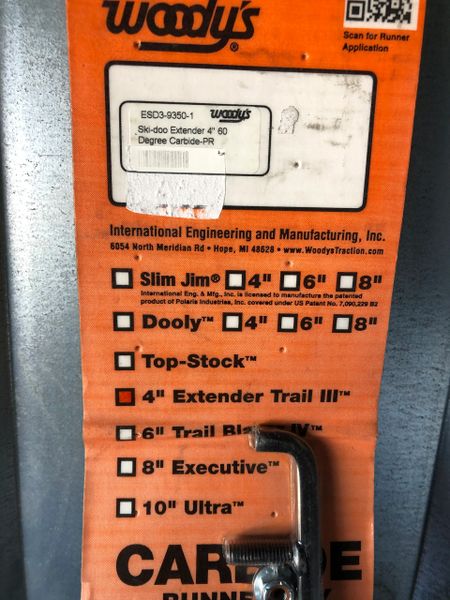 woody's®
Scan for Runner
Application
ESD3-9350-1 woody's
Ski-doo Extender 4" 60
Degree Carbide-PR
International Engineering and Manufacturing, Inc.
6054 North Meridian Rd • Hope, MI 48628 • www.WoodysTraction.com
Slim Jim® 4" 6" 8"
International Eng. & Mfg., Inc. is licensed to manufacture the patented
product of Polaris Industries, Inc. covered under US Patent No. 7,090,229 B2
Dooly™ 4" 6" 8"
Top-Stock™
4" Extender Trail III™
6" Trail IV™
8" Executive™
10" Ultra™